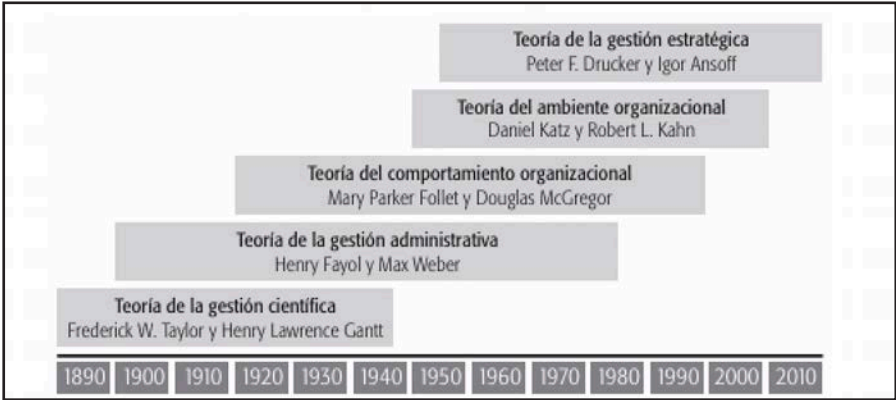 Teoría de la gestión estratégica
Peter F. Drucker y Igor Ansoff
Teoría del ambiente organizacional
Daniel Katz y Robert L. Kahn
Teoría del comportamiento organizacional
Mary Parker Follet y Douglas McGregor
Teoría de la gestión administrativa
Henry Fayol y Max Weber
Teoría de la gestión científica
Frederick W. Taylor y Henry Lawrence Gantt
1890 1900 1910 1920 1930 1940 1950 1960 1970 1980 1990 2000 2010